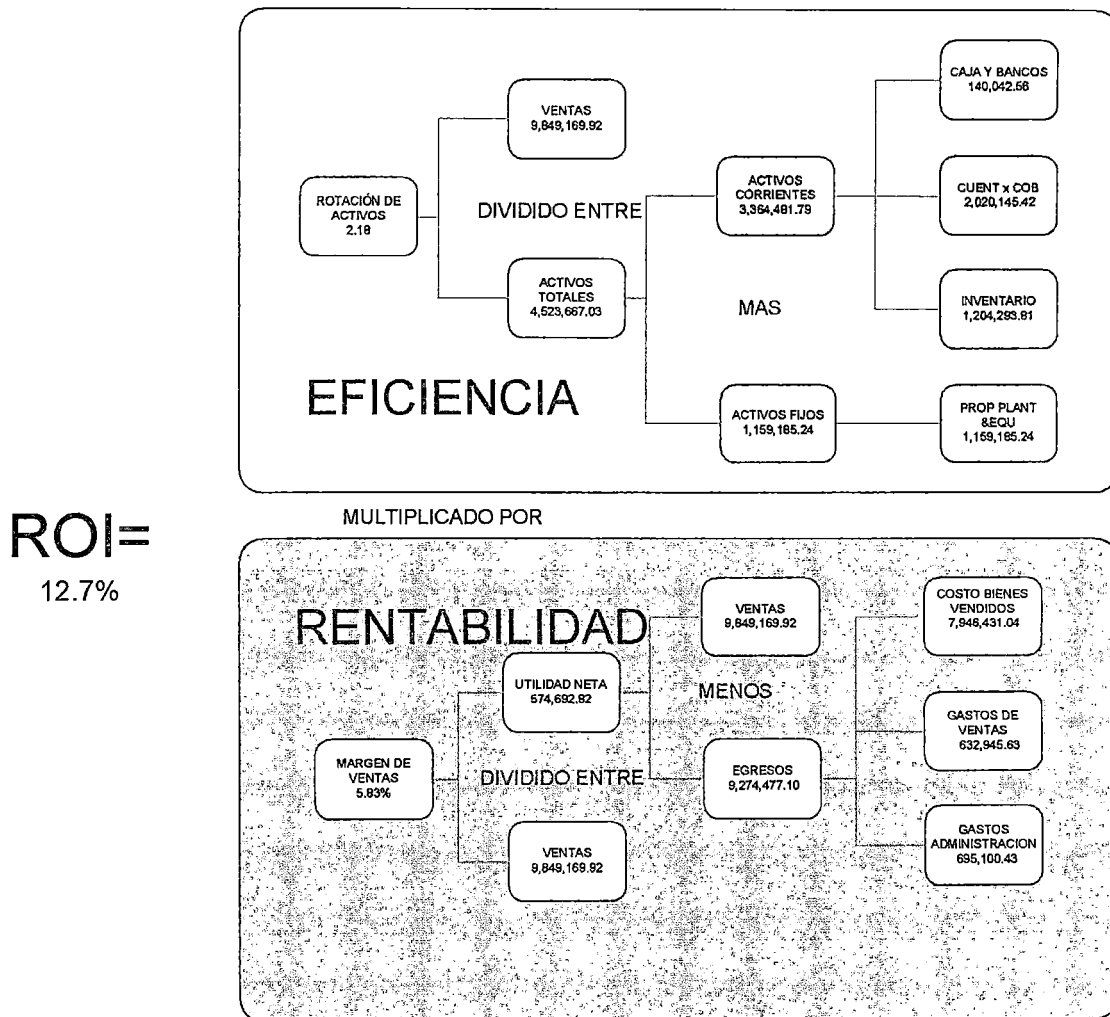 CAJA Y BANCOS
140,042.56
VENTAS
9,849,169.92
ACTIVOS
CORRIENTES
3,364,481.79
CUENT x COB
2,020,145.42
ROTACIÓN DE
ACTIVOS
2.18
DIVIDIDO ENTRE
ACTIVOS
TOTALES
4,523,667.03
MAS
INVENTARIO
1,204,293.81
EFICIENCIA
ACTIVOS FIJOS
1,159,185.24
PROP PLANT
&EQU
1,159,185.24
ROI=
12.7%
MULTIPLICADO POR
RENTABILIDAD
VENTAS
9,849,169.92
COSTO BIENES
VENDIDOS
7,946,431.04
UTILIDAD NETA
574,692.82
MENOS
GASTOS DE
VENTAS
632,945.63
MARGEN DE
VENTAS
5.83%
DIVIDIDO ENTRE
EGRESOS
9,274,477.10
VENTAS
9,849,169.92
GASTOS
ADMINISTRACION
695,100.43